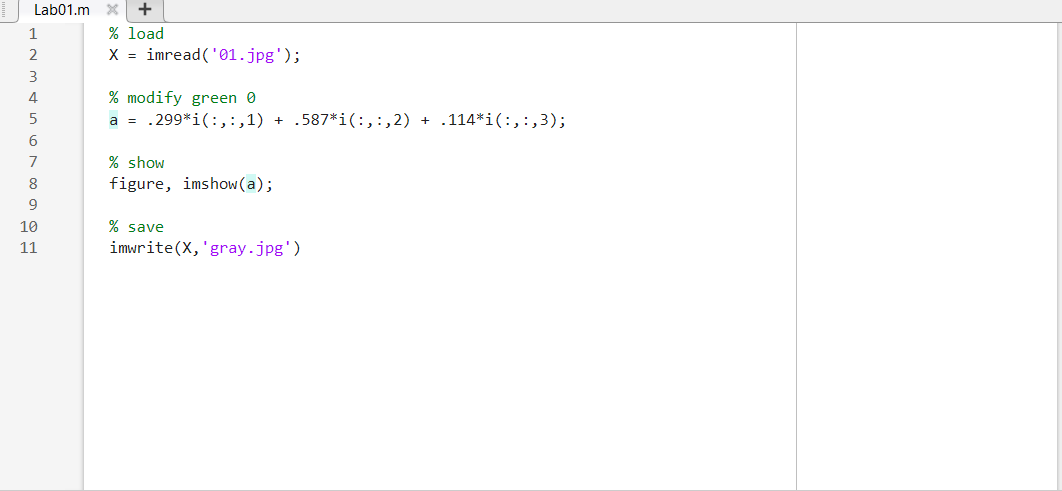 Lab01.m
1 % load
2 X = imread('01.jpg');
3
4 % modify green 0
5 a = .299*i(:,:,1) + .587*i(:,:,2) + .114*i(:,:,3);
6
7 % show
8 figure, imshow(a);
9
10 % save
11 imwrite(X,'gray.jpg')